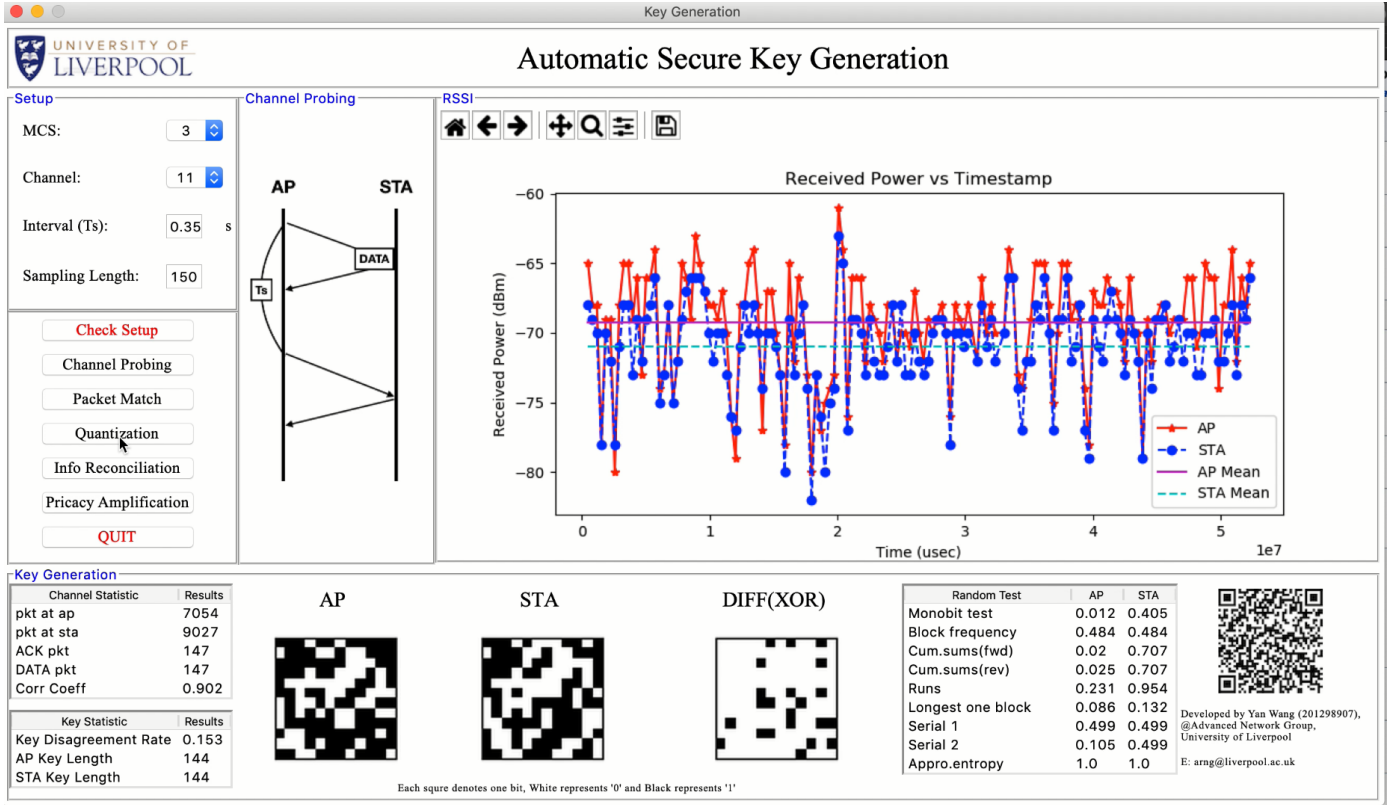 Key Generation
UNIVERSITY OF
LIVERPOOL
Automatic Secure Key Generation
Setup
MCS: 3
Channel: 11
Interval (Ts): 0.35 s
Sampling Length: 150
Check Setup
Channel Probing
Packet Match
Quantization
Info Reconciliation
Pricacy Amplification
QUIT
Channel Probing
AP STA
DATA
Ts
RSSI
Received Power vs Timestamp
Received Power (dBm)
−60
−65
−70
−75
−80
AP
STA
AP Mean
STA Mean
0 1 2 3 4 5
1e7
Time (usec)
Key Generation
Channel Statistic Results
pkt at ap 7054
pkt at sta 9027
ACK pkt 147
DATA pkt 147
Corr Coeff 0.902
Key Statistic Results
Key Disagreement Rate 0.153
AP Key Length 144
STA Key Length 144
AP STA DIFF(XOR)
Each squre denotes one bit, White represents '0' and Black represents '1'
Random Test AP STA
Monobit test 0.012 0.405
Block frequency 0.484 0.484
Cum.sums(fwd) 0.02 0.707
Cum.sums(rev) 0.025 0.707
Runs 0.231 0.954
Longest one block 0.086 0.132
Serial 1 0.499 0.499
Serial 2 0.105 0.499
Appro.entropy 1.0 1.0
Developed by Yan Wang (201298907),
@Advanced Network Group,
University of Liverpool
E: arng@liverpool.ac.uk